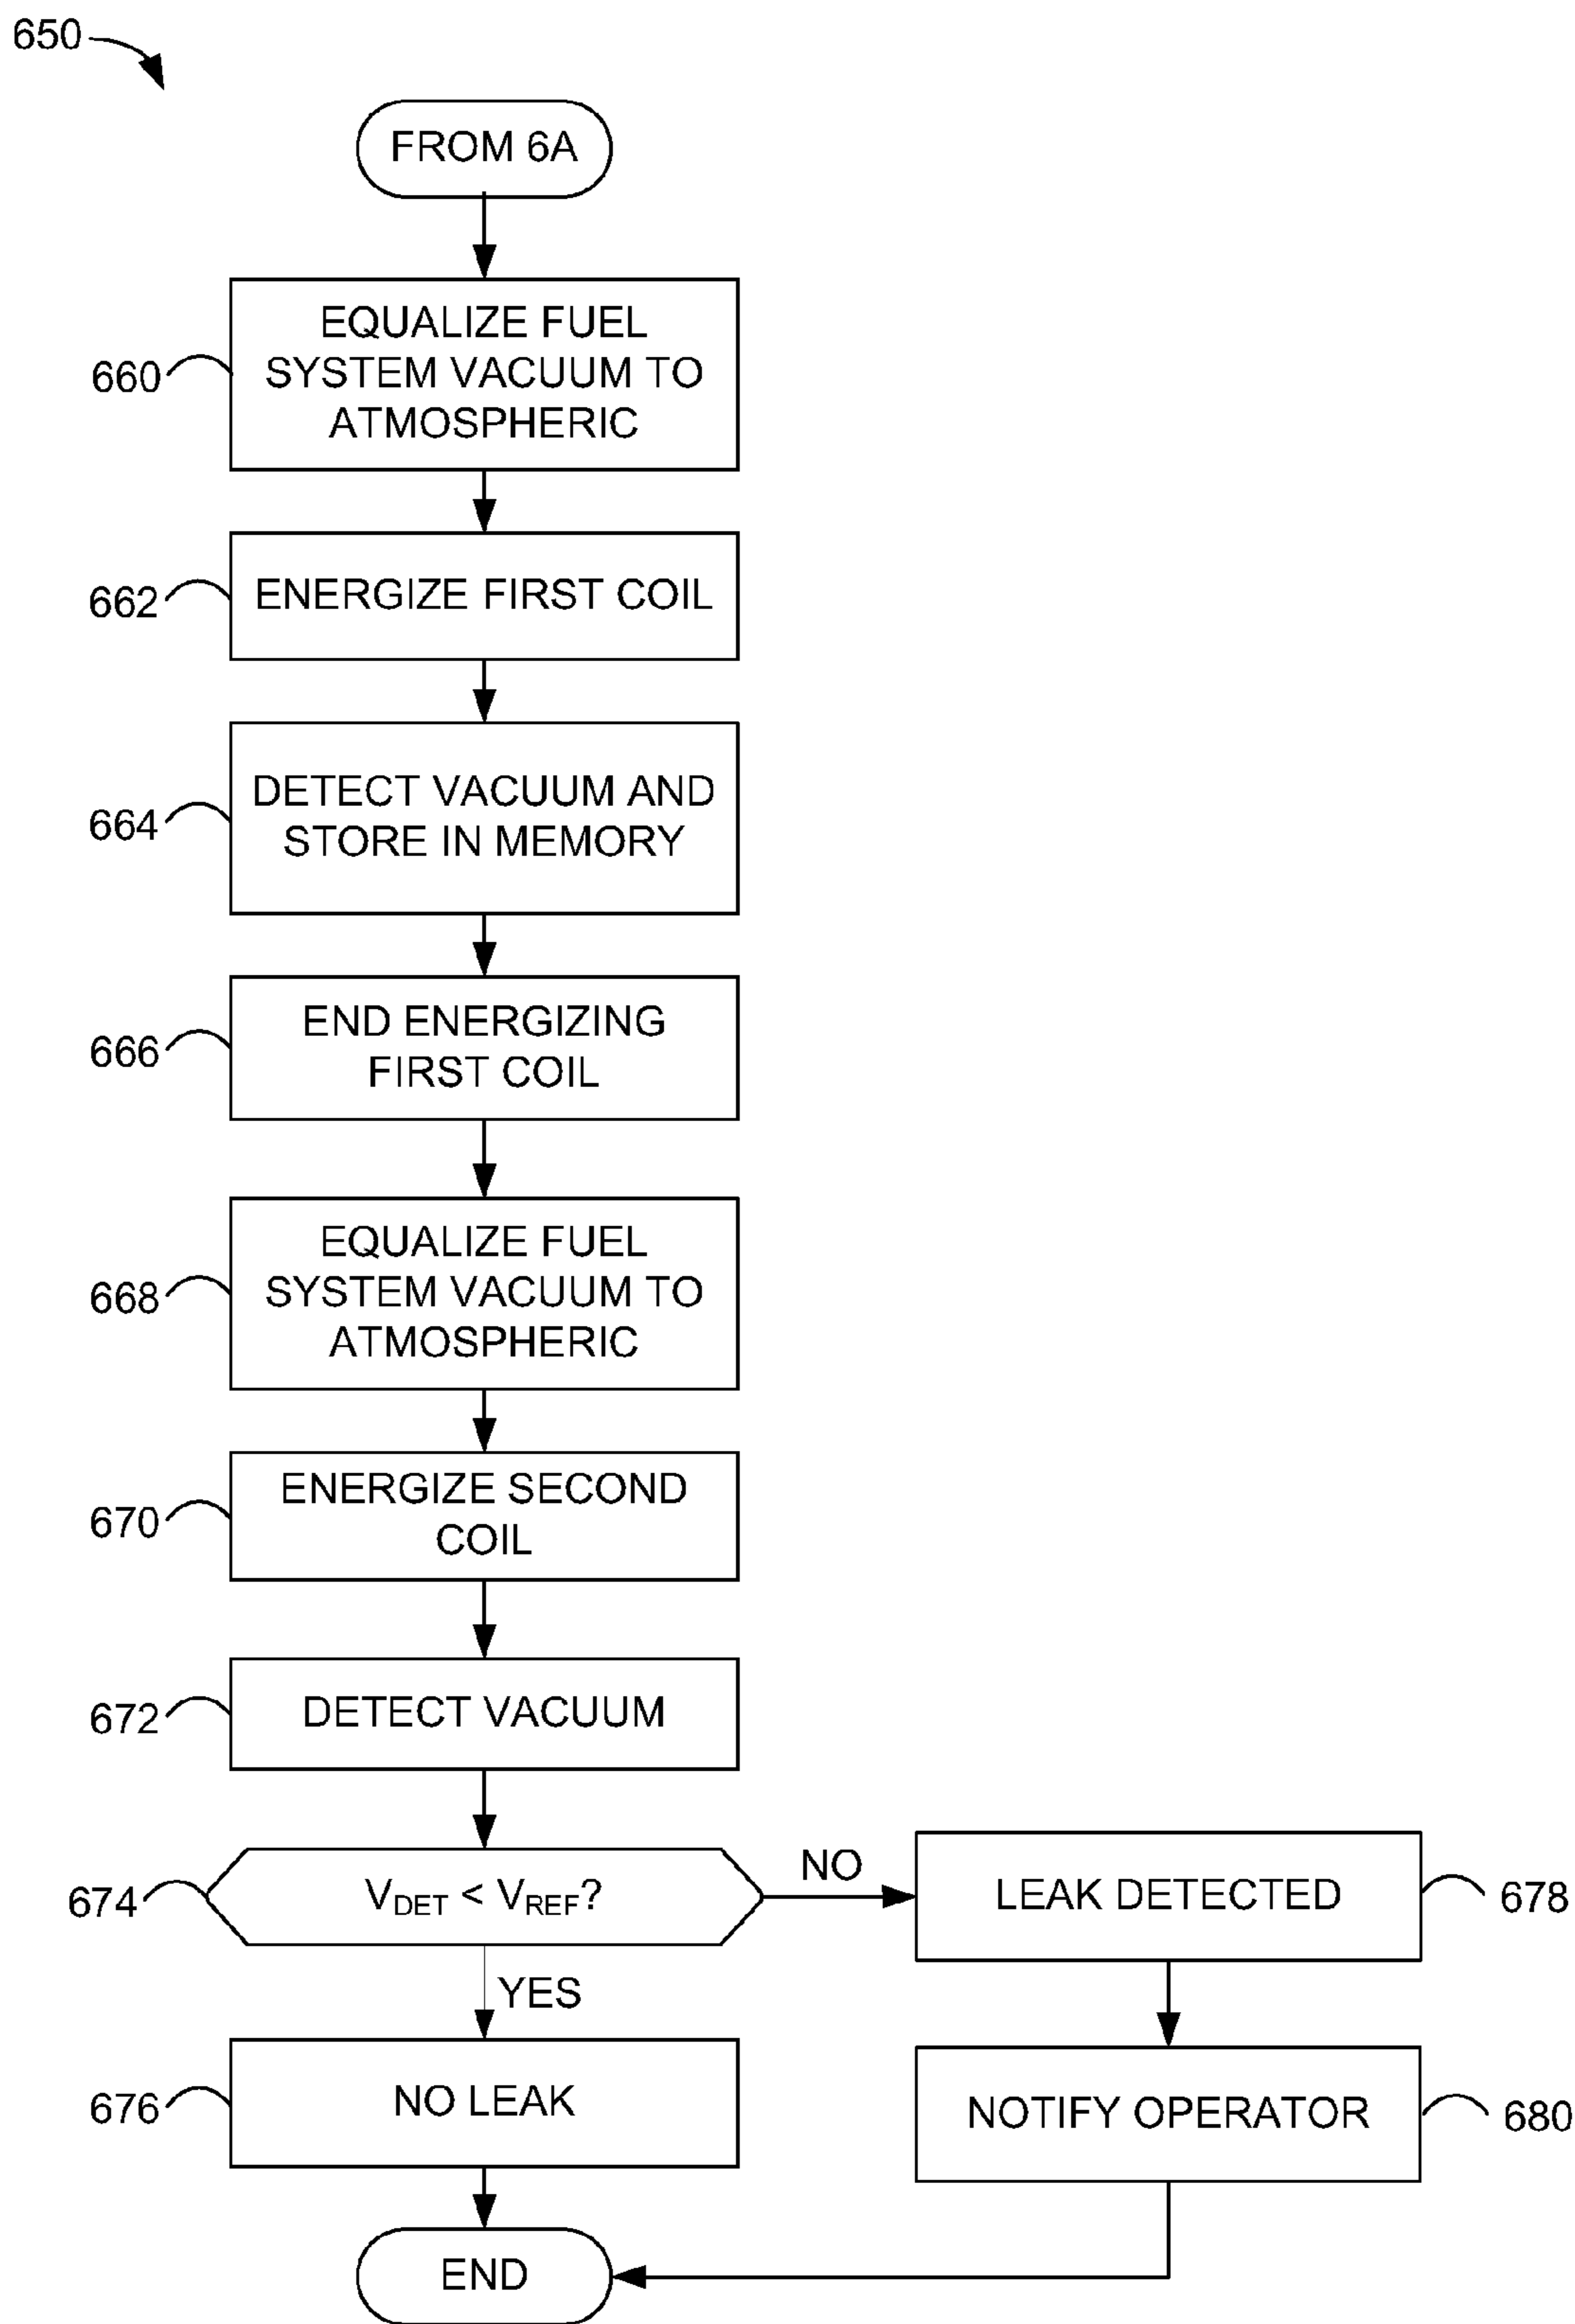 650
FROM 6A
EQUALIZE FUEL
SYSTEM VACUUM TO
ATMOSPHERIC
660
ENERGIZE FIRST COIL
662
DETECT VACUUM AND
STORE IN MEMORY
664
END ENERGIZING
FIRST COIL
666
EQUALIZE FUEL
SYSTEM VACUUM TO
ATMOSPHERIC
668
ENERGIZE SECOND
COIL
670
DETECT VACUUM
672
V_DET < V_REF?
674
NO
LEAK DETECTED
678
YES
NO LEAK
676
NOTIFY OPERATOR
680
END